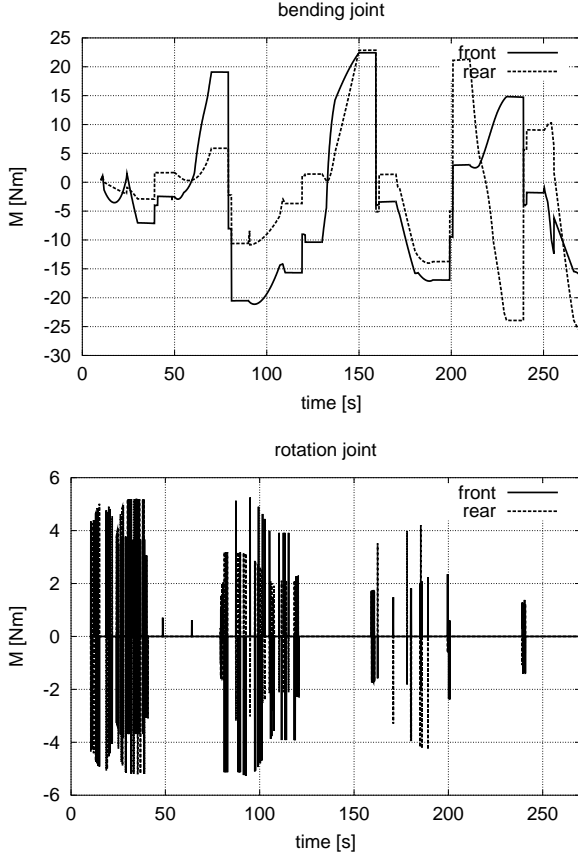 bending joint
25
20
15
10
5
0
-5
-10
-15
-20
-25
-30
M [Nm]
front
rear
0 50 100 150 200 250
time [s]
rotation joint
6
4
2
0
-2
-4
-6
M [Nm]
front
rear
0 50 100 150 200 250
time [s]